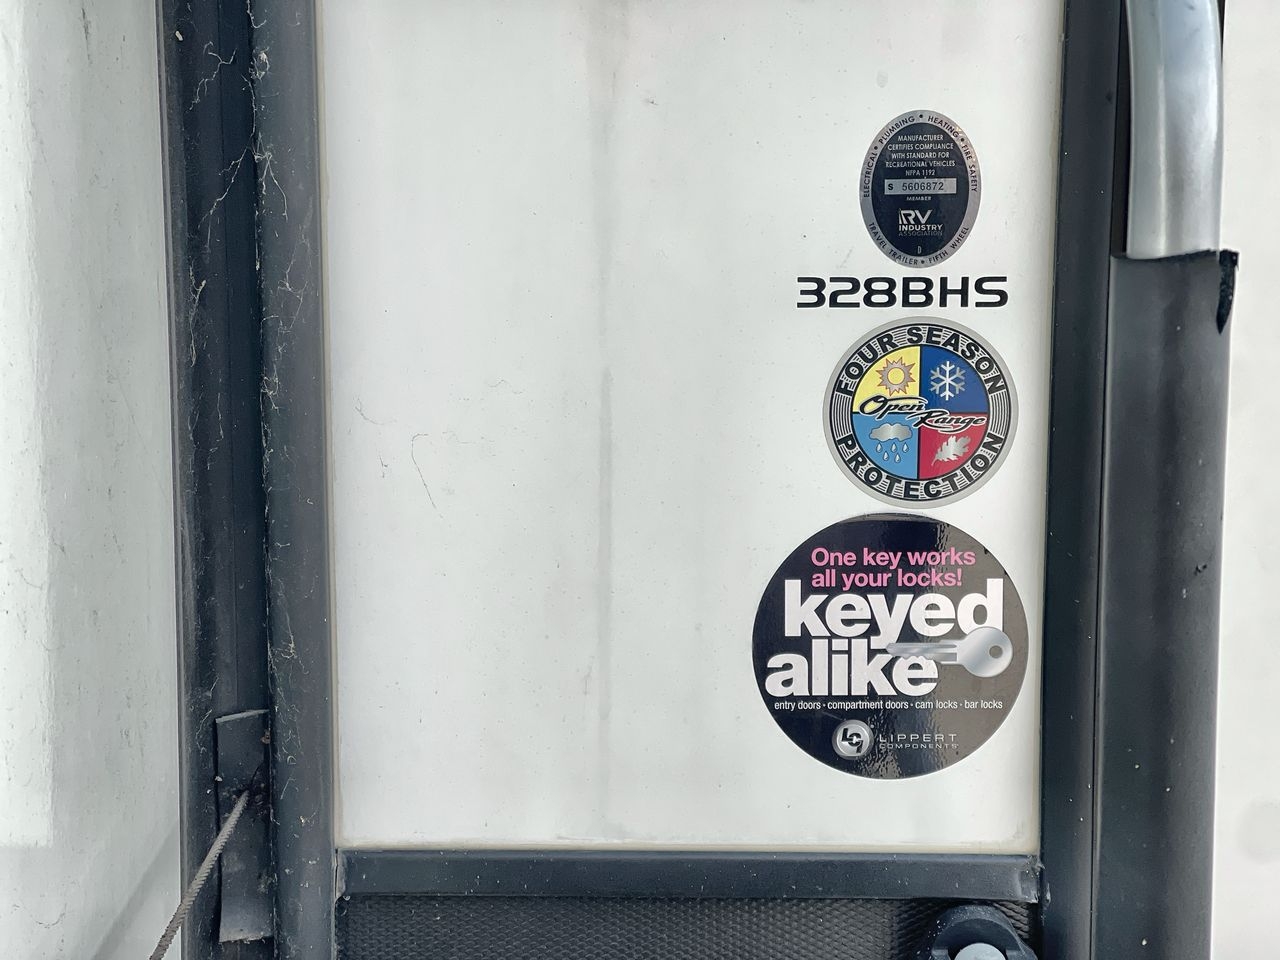 ELECTRICAL • PLUMBING • HEATING • FIRE SAFETY
MANUFACTURER
CERTIFIES COMPLIANCE
WITH STANDARD FOR
RECREATIONAL VEHICLES
NFPA 1192
S 5606872
MEMBER
RV
INDUSTRY
ASSOCIATION
D
TRAVEL TRAILER • FIFTH WHEEL
328BHS
FOUR SEASON
Open
Range
PROTECTION
One key works
all your locks!
keyed
alike
entry doors • compartment doors • cam locks • bar locks
LCI LIPPERT
COMPONENTS